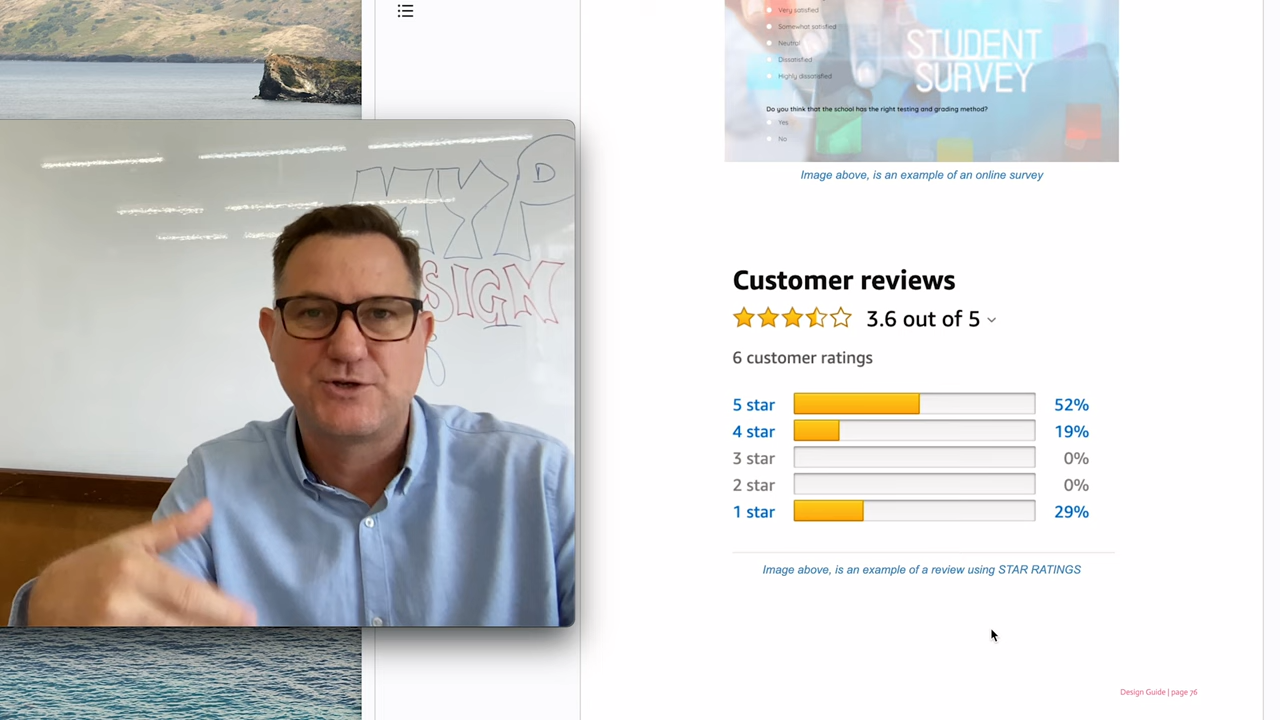 Very satisfied
Somewhat satisfied
Neutral
Dissatisfied
Highly dissatisfied
STUDENT
SURVEY
Do you think that the school has the right testing and grading method?
Yes
No
Image above, is an example of an online survey
MYP
DESIGN
Customer reviews
3.6 out of 5
6 customer ratings
5 star 52%
4 star 19%
3 star 0%
2 star 0%
1 star 29%
Image above, is an example of a review using STAR RATINGS
Design Guide | page 76